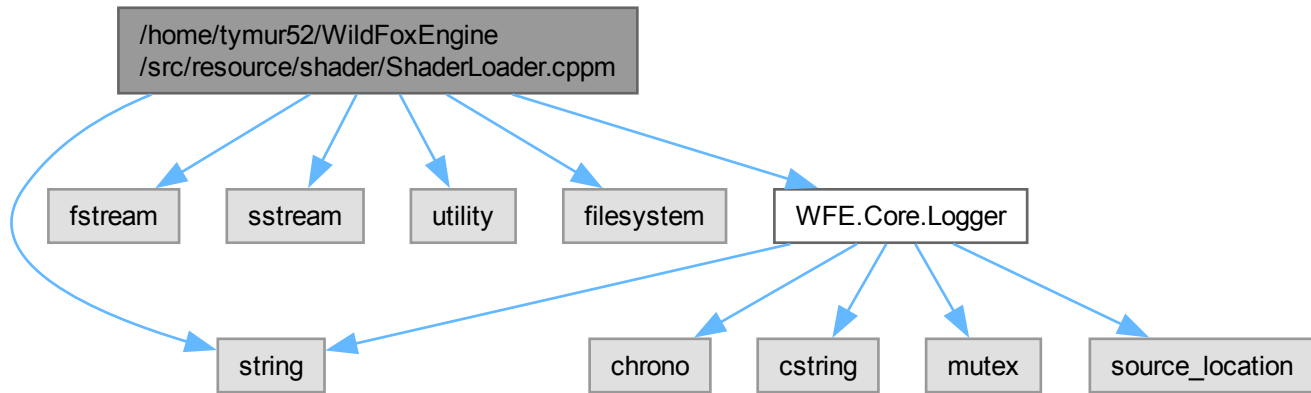 /home/tymur52/WildFoxEngine
/src/resource/shader/ShaderLoader.cppm
fstream
sstream
utility
filesystem
WFE.Core.Logger
string
chrono
cstring
mutex
source_location